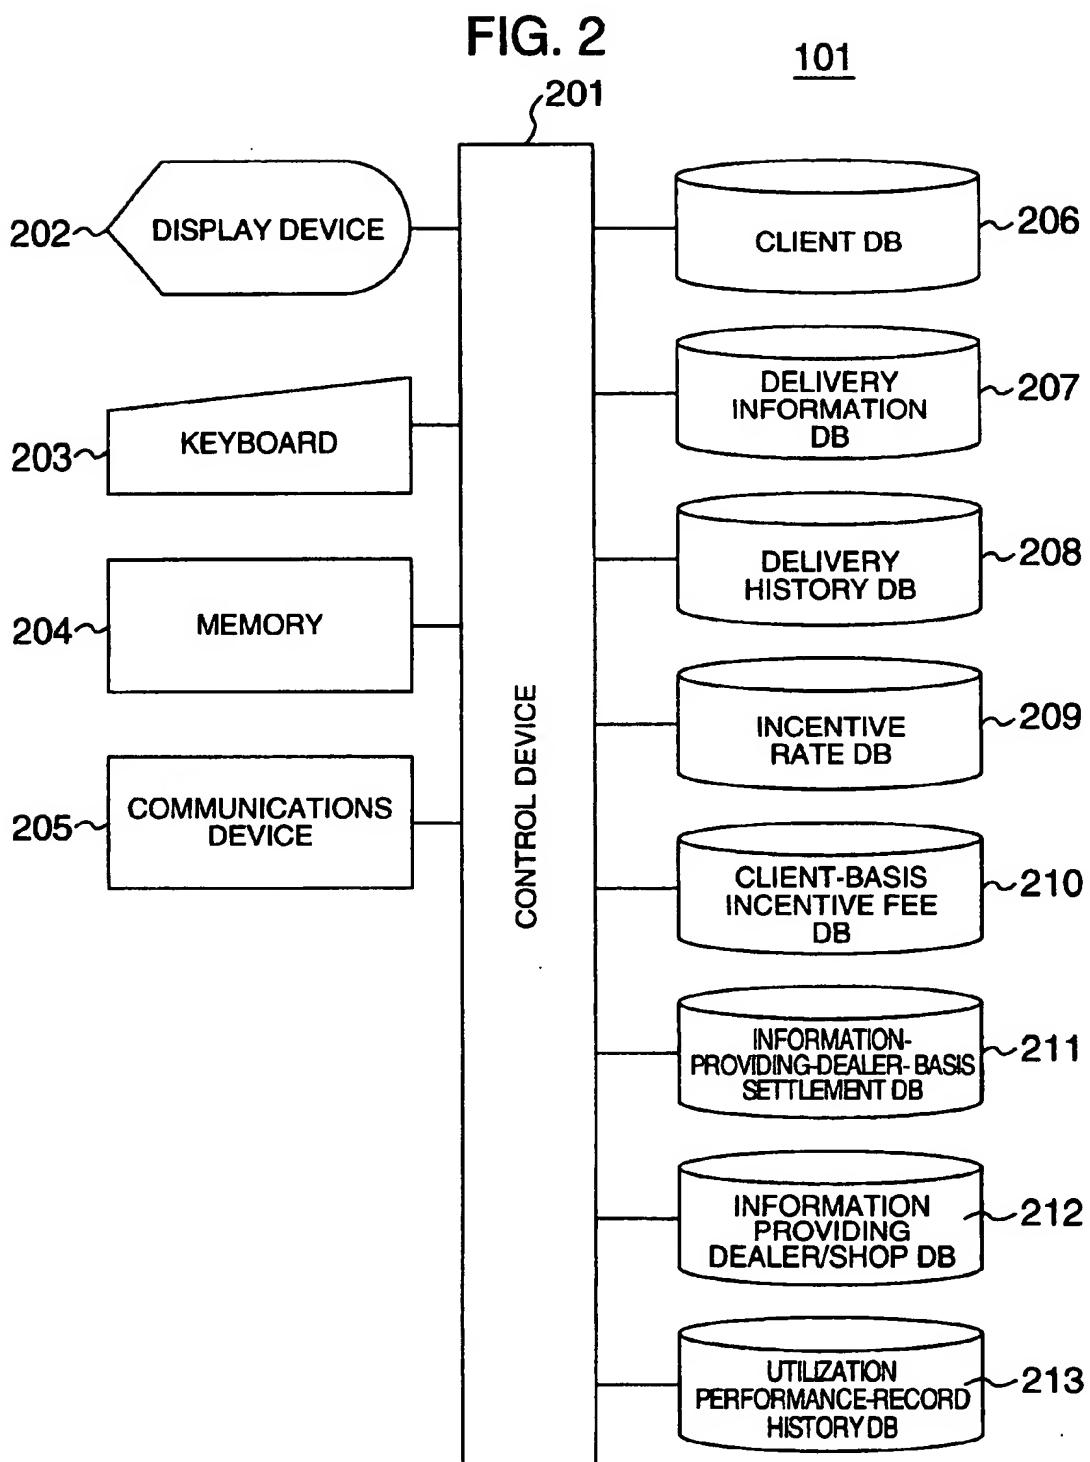 FIG. 2
101
201
202
DISPLAY DEVICE
203
KEYBOARD
204
MEMORY
205
COMMUNICATIONS
DEVICE
CONTROL DEVICE
CLIENT DB
206
DELIVERY
INFORMATION
DB
207
DELIVERY
HISTORY DB
208
INCENTIVE
RATE DB
209
CLIENT-BASIS
INCENTIVE FEE
DB
210
INFORMATION-
PROVIDING-DEALER-BASIS
SETTLEMENT DB
211
INFORMATION
PROVIDING
DEALER/SHOP DB
212
UTILIZATION
PERFORMANCE-RECORD
HISTORY DB
213